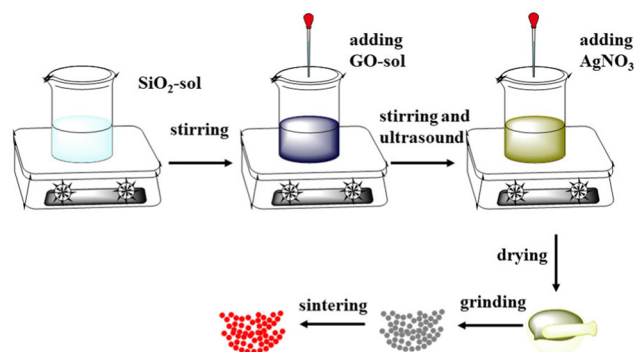 SiO₂-sol
stirring
adding
GO-sol
stirring and
ultrasound
adding
AgNO₃
drying
grinding
sintering